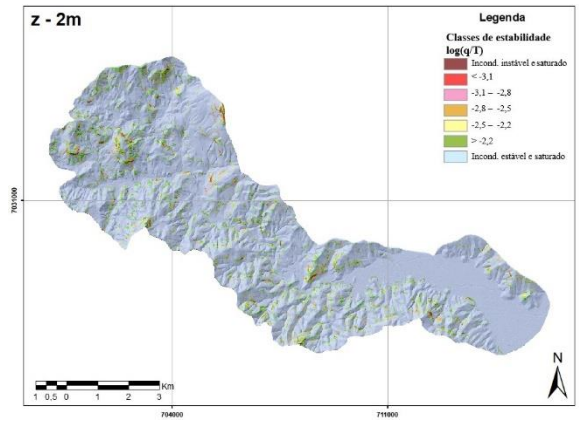 z - 2m
Legenda
Classes de estabilidade
log(q/T)
Incond. instável e saturado
< -3,1
-3,1 – -2,8
-2,8 – -2,5
-2,5 – -2,2
> -2,2
Incond. estável e saturado
7031000
N
1 0,5 0 1 2 3 Km
704000
711000